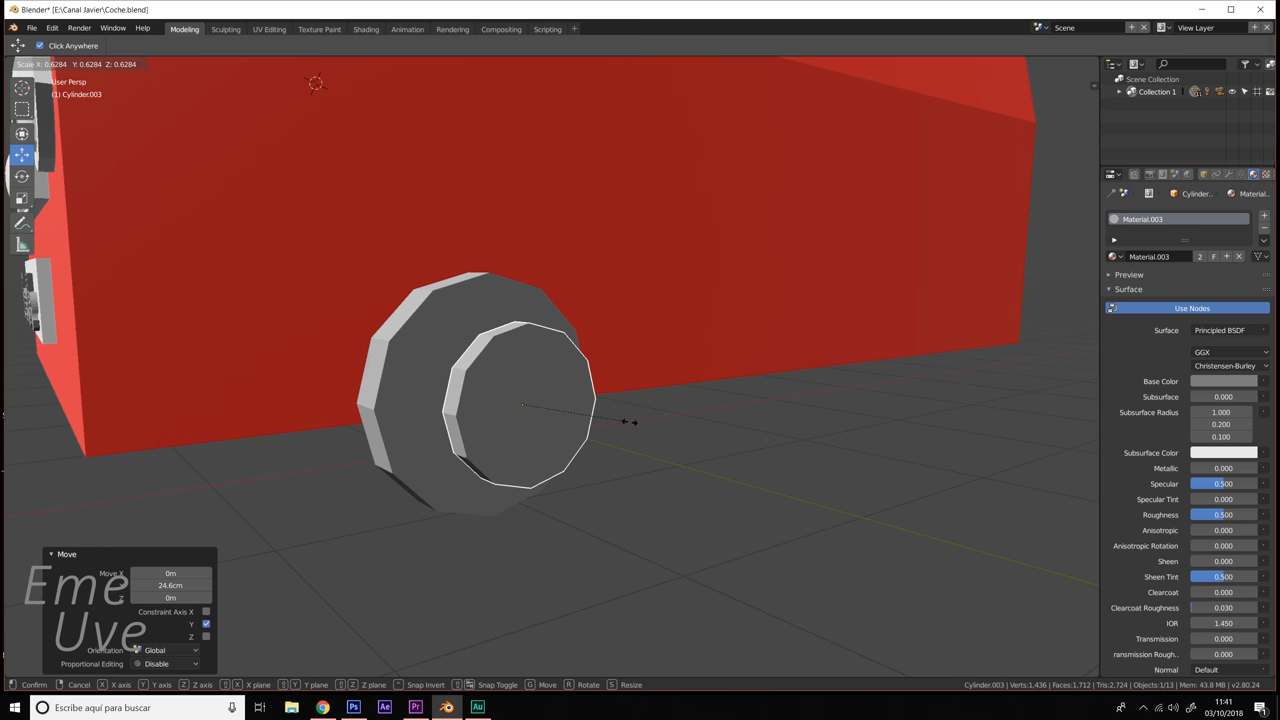 Blender* [E:\Canal Javier\Coche.blend]
File Edit Render Window Help Modeling Sculpting UV Editing Texture Paint Shading Animation Rendering Compositing Scripting + Scene View Layer
Click Anywhere
Scale X: 0.6284 Y: 0.6284 Z: 0.6284
User Persp
(1) Cylinder.003
Scene Collection
Collection 1
Cylinder.. Material...
Material.003
Material.003 2 F
Preview
Surface
Use Nodes
Surface Principled BSDF
GGX
Christensen-Burley
Base Color
Subsurface 0.000
Subsurface Radius 1.000
0.200
0.100
Subsurface Color
Metallic 0.000
Specular 0.500
Specular Tint 0.000
Roughness 0.500
Anisotropic 0.000
Anisotropic Rotation 0.000
Sheen 0.000
Sheen Tint 0.500
Clearcoat 0.000
Clearcoat Roughness 0.030
IOR 1.450
Transmission 0.000
ransmission Rough.. 0.000
Normal Default
Move
Move X 0m
24.6cm
Z 0m
Constraint Axis X
Y
Z
Orientation Global
Proportional Editing Disable
Eme
Uve
Confirm Cancel X X axis Y Y axis Z Z axis X X plane Y Y plane Z Z plane Snap Invert Snap Toggle G Move R Rotate S Resize Cylinder.003 | Verts:1,436 | Faces:1,712 | Tris:2,724 | Objects:1/13 | Mem: 43.8 MB | v2.80.24
Escribe aquí para buscar
Ps Ae Pr Au
11:41
03/10/2018